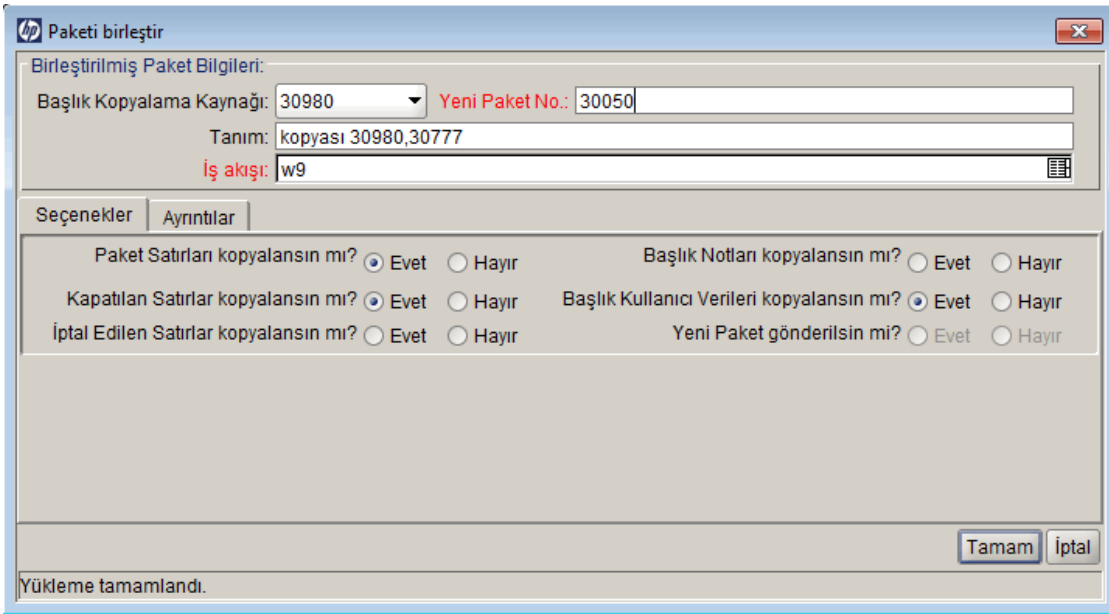 hp Paketi birleştir
Birleştirilmiş Paket Bilgileri:
Başlık Kopyalama Kaynağı: 30980 Yeni Paket No.: 30050
Tanım: kopyası 30980,30777
İş akışı: w9
Seçenekler Ayrıntılar
Paket Satırları kopyalansın mı? Evet Hayır Başlık Notları kopyalansın mı? Evet Hayır
Kapatılan Satırlar kopyalansın mı? Evet Hayır Başlık Kullanıcı Verileri kopyalansın mı? Evet Hayır
İptal Edilen Satırlar kopyalansın mı? Evet Hayır Yeni Paket gönderilsin mi? Evet Hayır
Tamam İptal
Yükleme tamamlandı.